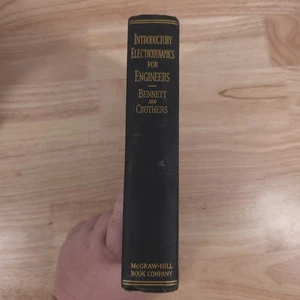 INTRODUCTORY
ELECTRODYNAMICS
FOR
ENGINEERS
BENNETT
AND
CROTHERS
MCGRAW-HILL
BOOK COMPANY